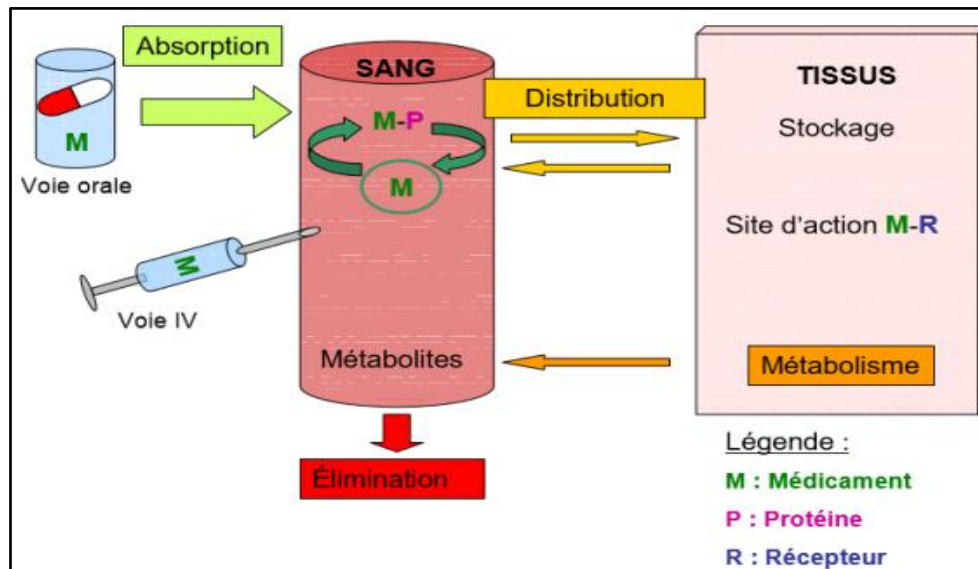 Absorption
M
Voie orale
SANG
M-P
M
M
Voie IV
Métabolites
Élimination
Distribution
TISSUS
Stockage
Site d'action M-R
Métabolisme
Légende :
M : Médicament
P : Protéine
R : Récepteur